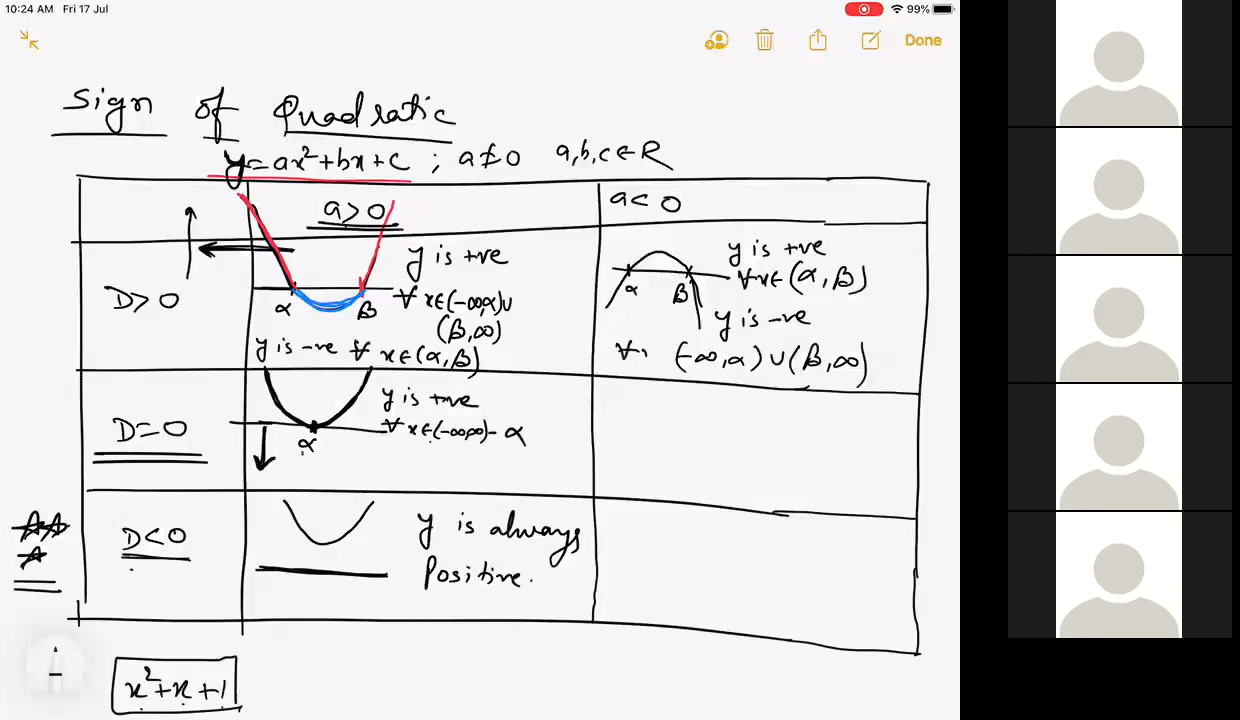 10:24 AM Fri 17 Jul
99%
Done
Sign of Quadratic
y=ax²+bx+c ; a≠0 a,b,c∈R
a>0
a<0
D>0
α
β
y is +ve
∀ x∈(-∞,α)∪
(β,∞)
y is -ve ∀ x∈(α,β)
α
β
y is +ve
∀x∈(α,β)
y is -ve
∀ (-∞,α)∪(β,∞)
D=0
α
y is +ve
∀ x∈(-∞,∞)-α
D<0
y is always
Positive.
x²+x+1